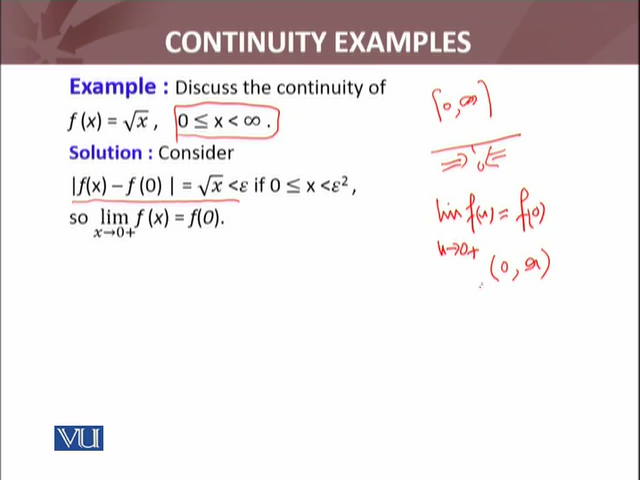 CONTINUITY EXAMPLES
Example : Discuss the continuity of
f (x) = √x , 0 ≤ x < ∞ .
Solution : Consider
|f(x) – f (0) | = √x <ε if 0 ≤ x <ε²,
so lim f (x) = f(0).
x→0+
[0, ∞)
0
lim f(x) = f(0)
x→0+
(0, ∞)
VU